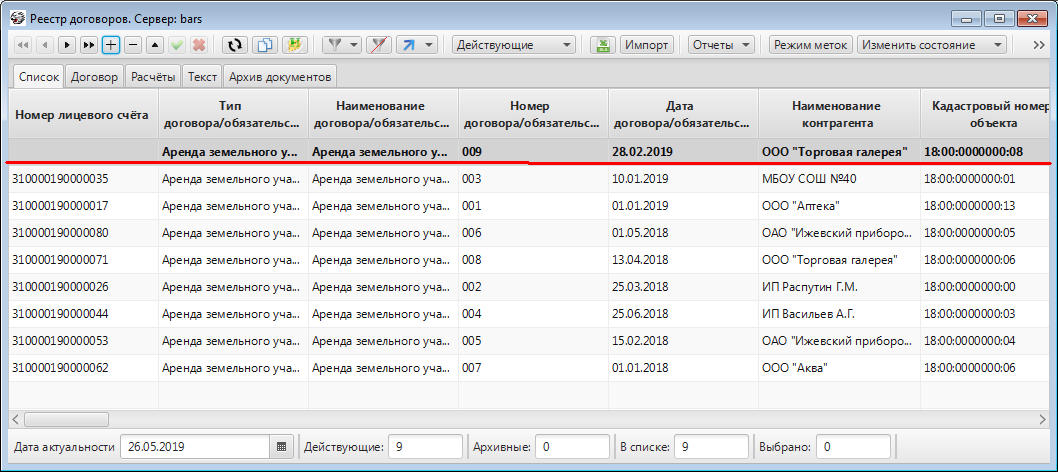 Реестр договоров. Сервер: bars
Действующие Импорт Отчеты Режим меток Изменить состояние
Список Договор Расчёты Текст Архив документов
Номер лицевого счёта Тип договора/обязательс... Наименование договора/обязательс... Номер договора/обязательс... Дата договора/обязательс... Наименование контрагента Кадастровый номер объекта
Аренда земельного у... Аренда земельного у... 009 28.02.2019 ООО "Торговая галерея" 18:00:0000000:08
310000190000035 Аренда земельного уча... Аренда земельного уча... 003 10.01.2019 МБОУ СОШ №40 18:00:0000000:01
310000190000017 Аренда земельного уча... Аренда земельного уча... 001 01.01.2019 ООО "Аптека" 18:00:0000000:13
310000190000080 Аренда земельного уча... Аренда земельного уча... 006 01.05.2018 ОАО "Ижевский приборо... 18:00:0000000:05
310000190000071 Аренда земельного уча... Аренда земельного уча... 008 13.04.2018 ООО "Торговая галерея" 18:00:0000000:06
310000190000026 Аренда земельного уча... Аренда земельного уча... 002 25.03.2018 ИП Распутин Г.М. 18:00:0000000:00
310000190000044 Аренда земельного уча... Аренда земельного уча... 004 25.06.2018 ИП Васильев А.Г. 18:00:0000000:03
310000190000053 Аренда земельного уча... Аренда земельного уча... 005 15.02.2018 ОАО "Ижевский приборо... 18:00:0000000:04
310000190000062 Аренда земельного уча... Аренда земельного уча... 007 01.01.2018 ООО "Аква" 18:00:0000000:06
Дата актуальности 26.05.2019 Действующие: 9 Архивные: 0 В списке: 9 Выбрано: 0